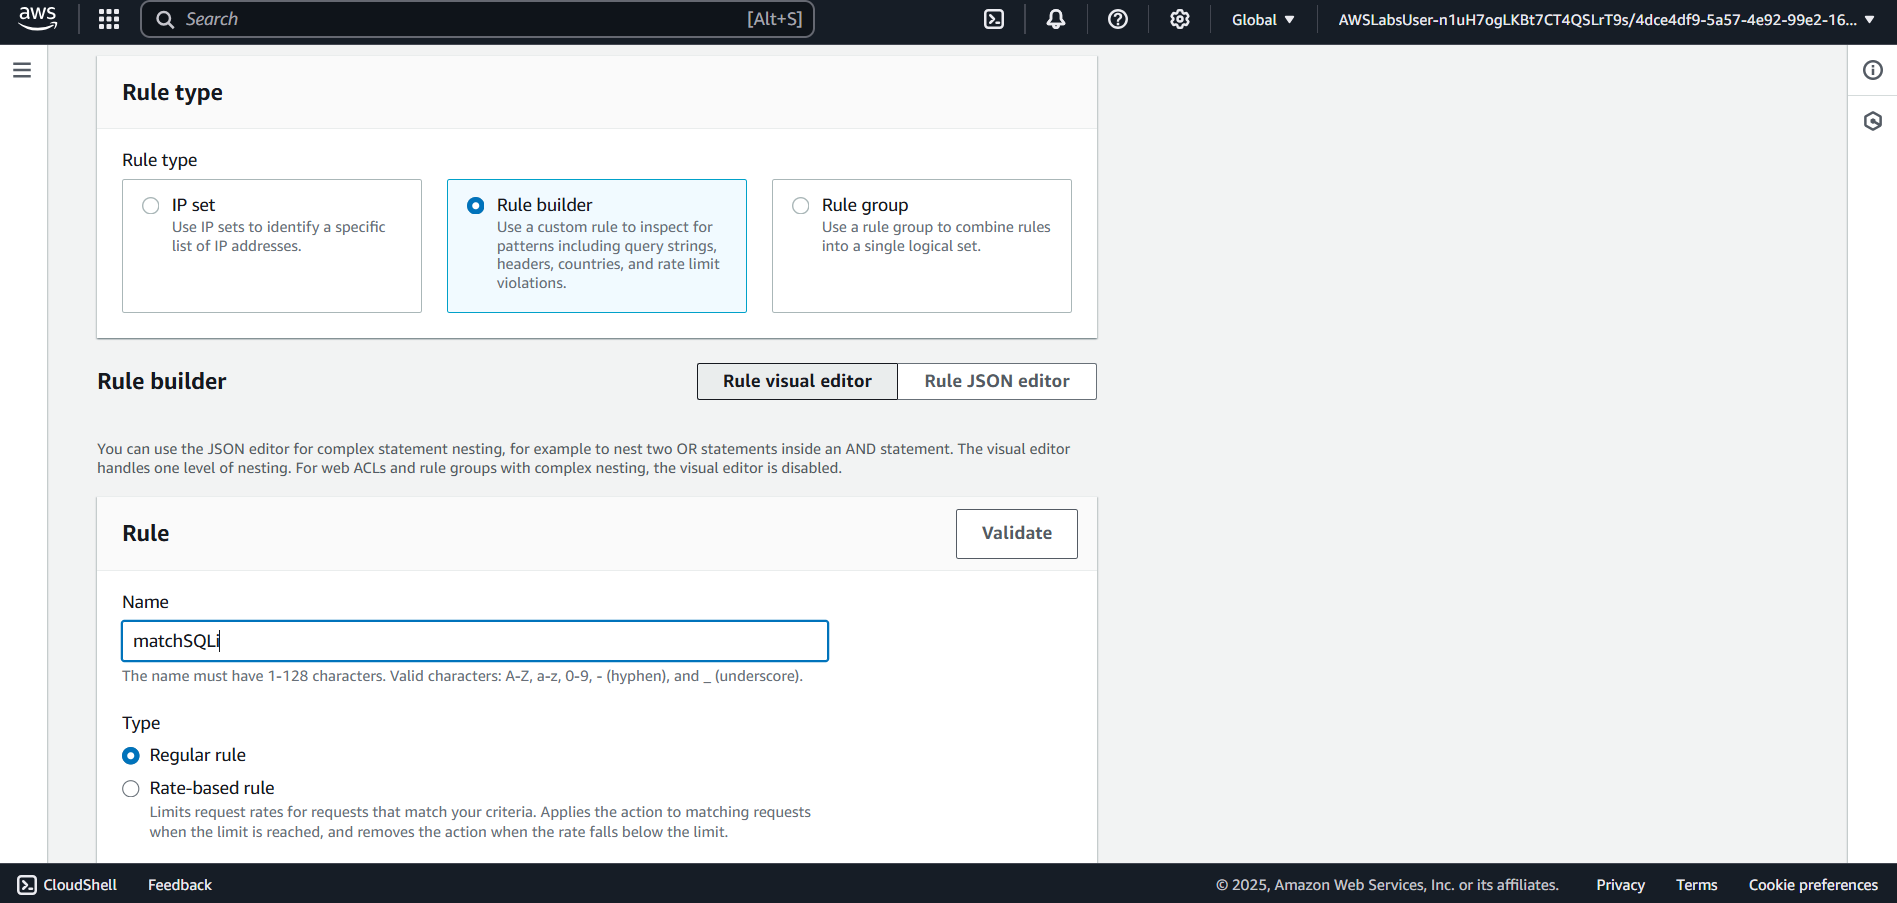 aws
Search
[Alt+S]
Global
AWSLabsUser-n1uH7ogLKBt7CT4QSLrT9s/4dce4df9-5a57-4e92-99e2-16...
Rule type
Rule type
IP set
Use IP sets to identify a specific
list of IP addresses.
Rule builder
Use a custom rule to inspect for
patterns including query strings,
headers, countries, and rate limit
violations.
Rule group
Use a rule group to combine rules
into a single logical set.
Rule builder
Rule visual editor
Rule JSON editor
You can use the JSON editor for complex statement nesting, for example to nest two OR statements inside an AND statement. The visual editor
handles one level of nesting. For web ACLs and rule groups with complex nesting, the visual editor is disabled.
Rule
Validate
Name
matchSQLi
The name must have 1-128 characters. Valid characters: A-Z, a-z, 0-9, - (hyphen), and _ (underscore).
Type
Regular rule
Rate-based rule
Limits request rates for requests that match your criteria. Applies the action to matching requests
when the limit is reached, and removes the action when the rate falls below the limit.
CloudShell
Feedback
© 2025, Amazon Web Services, Inc. or its affiliates.
Privacy
Terms
Cookie preferences